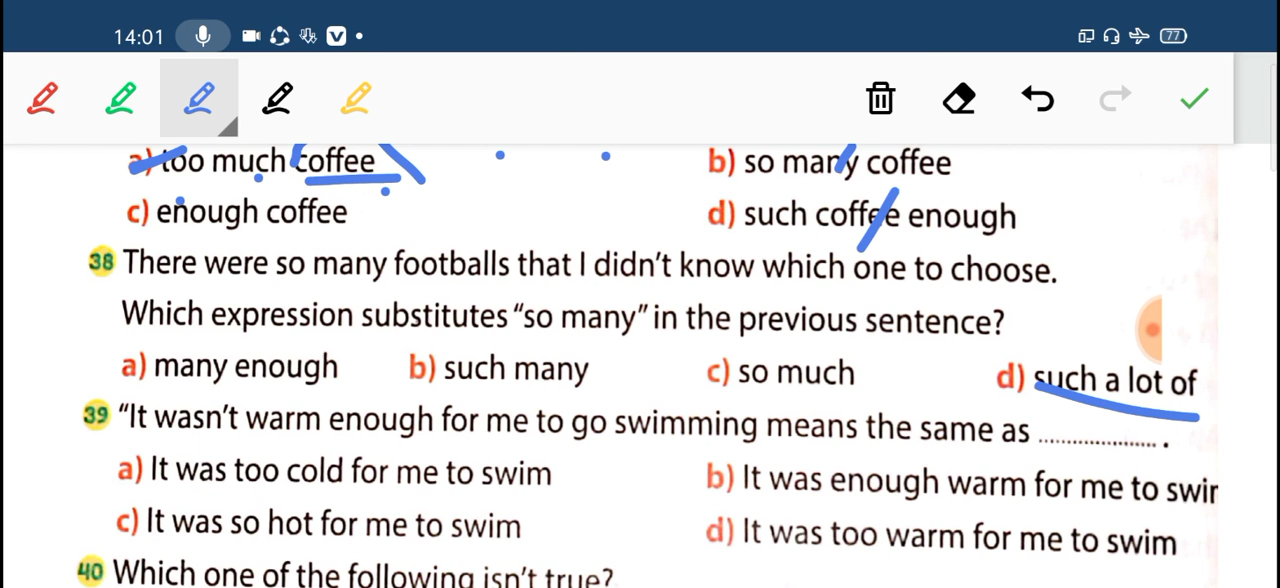 14:01
77
a) too much coffee b) so many coffee
c) enough coffee d) such coffee enough
38 There were so many footballs that I didn't know which one to choose.
Which expression substitutes "so many" in the previous sentence?
a) many enough b) such many c) so much d) such a lot of
39 "It wasn't warm enough for me to go swimming means the same as .................... .
a) It was too cold for me to swim b) It was enough warm for me to swir
c) It was so hot for me to swim d) It was too warm for me to swim
40 Which one of the following isn't true?